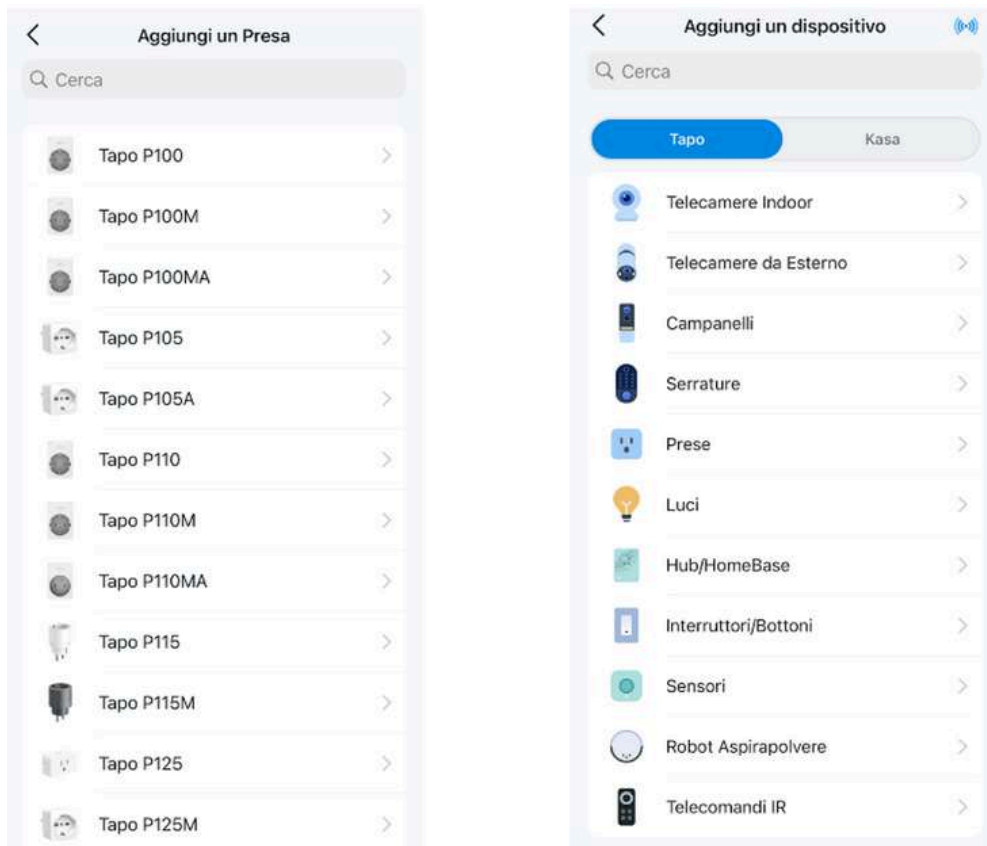 Aggiungi un Presa
Cerca
Tapo P100
Tapo P100M
Tapo P100MA
Tapo P105
Tapo P105A
Tapo P110
Tapo P110M
Tapo P110MA
Tapo P115
Tapo P115M
Tapo P125
Tapo P125M
Aggiungi un dispositivo
Cerca
Tapo
Kasa
Telecamere Indoor
Telecamere da Esterno
Campanelli
Serrature
Prese
Luci
Hub/HomeBase
Interruttori/Bottoni
Sensori
Robot Aspirapolvere
Telecomandi IR